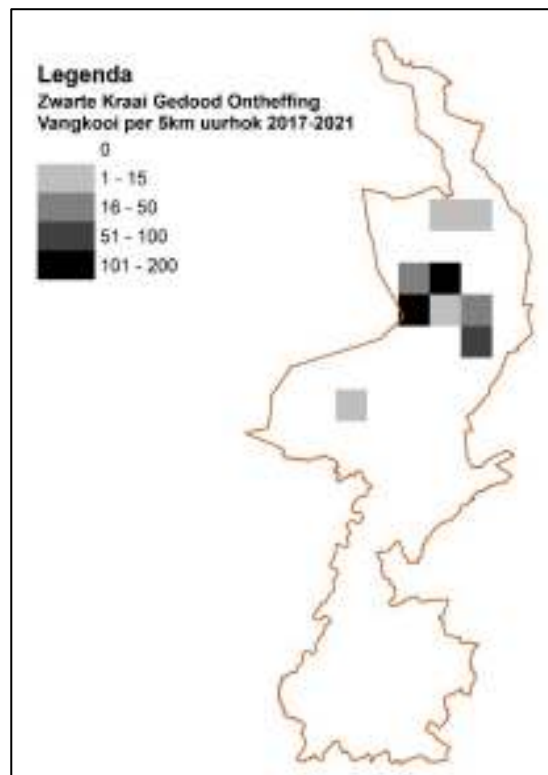 Legenda
Zwarte Kraai Gedood Ontheffing
Vangkooi per 5km uurhok 2017-2021
0
1 - 15
16 - 50
51 - 100
101 - 200